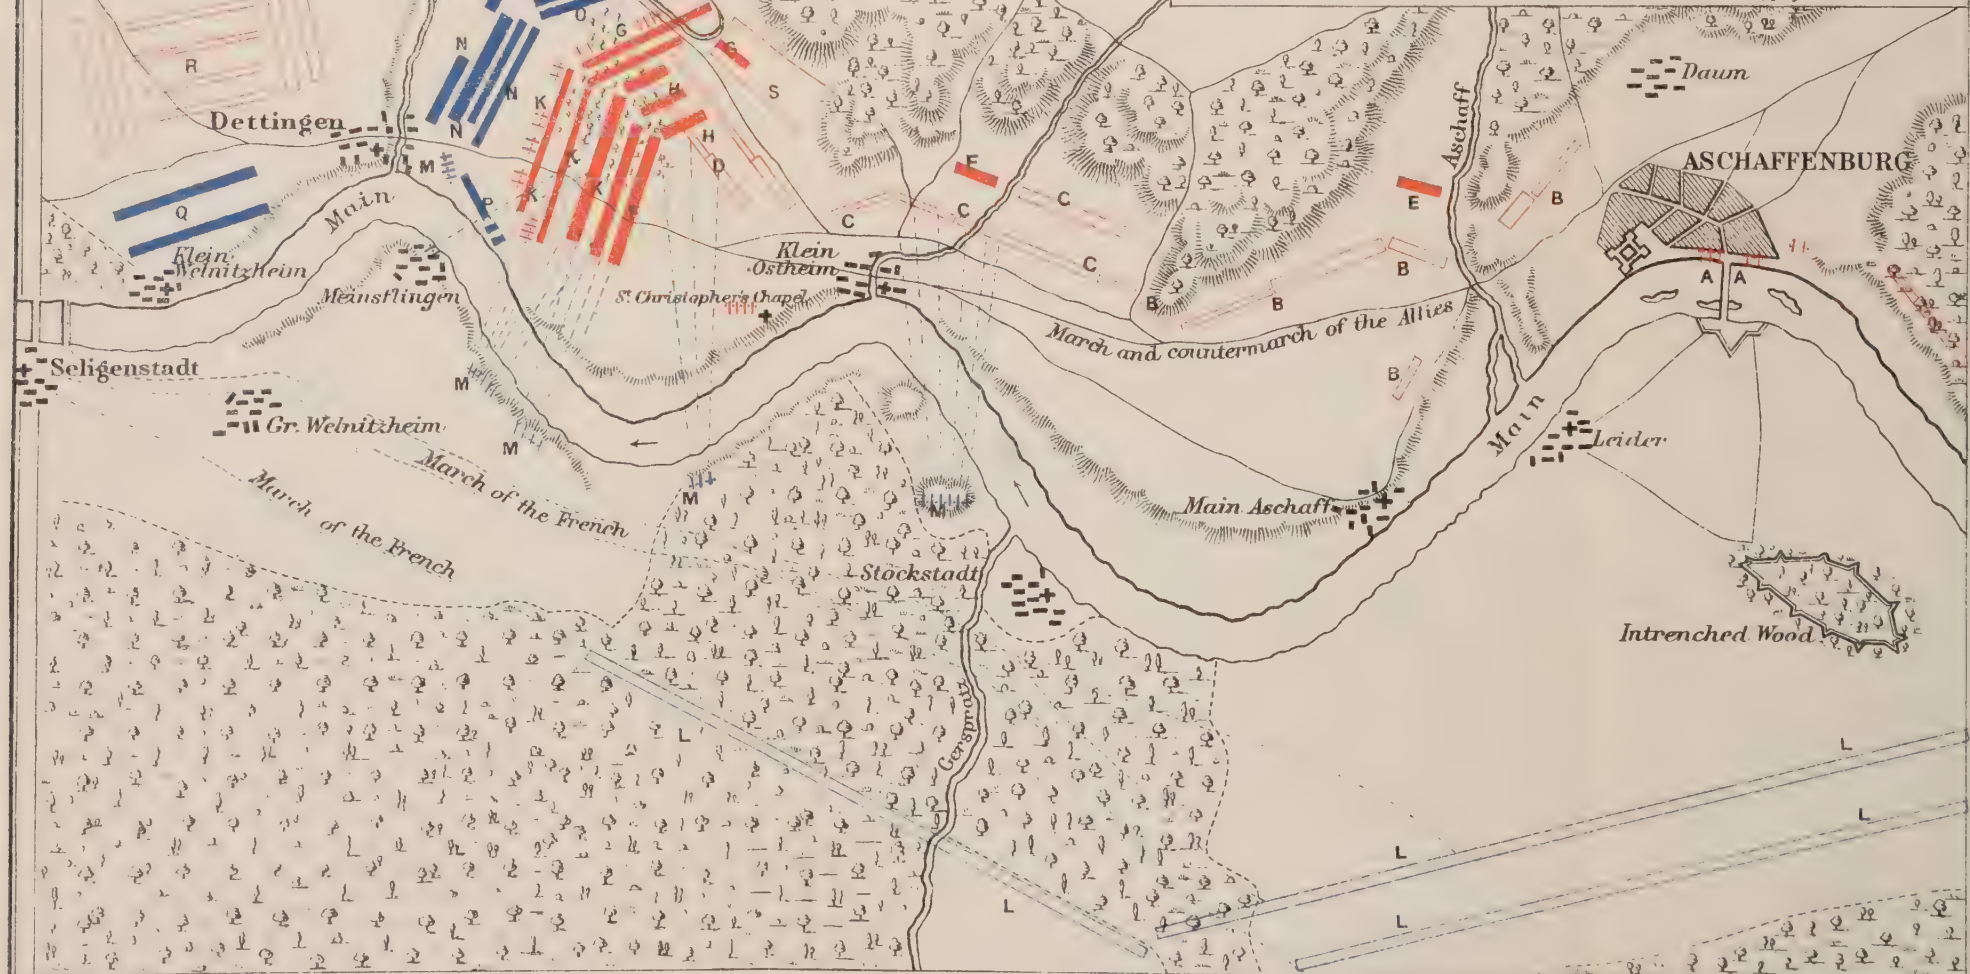 O
G
N
R
G
S
N
K
H
Dettingen
N
H
D
M
K
ASCHAFFENBURG
Daum
Aschaff
F
C
C
C
E
B
K
K
Q
P
Main
Klein
Welnitzheim
Meinsflingen
Klein
Ostheim
St. Christopher's Chapel
C
B
B
B
A A
March and countermarch of the Allies
B
Seligenstadt
M
Gr. Welnitzheim
M
Main
Leider
March of the French
March of the French
M
M
Main Aschaff
Stockstadt
Intrenched Wood
Gerspratz
L
L
L
L
L
L